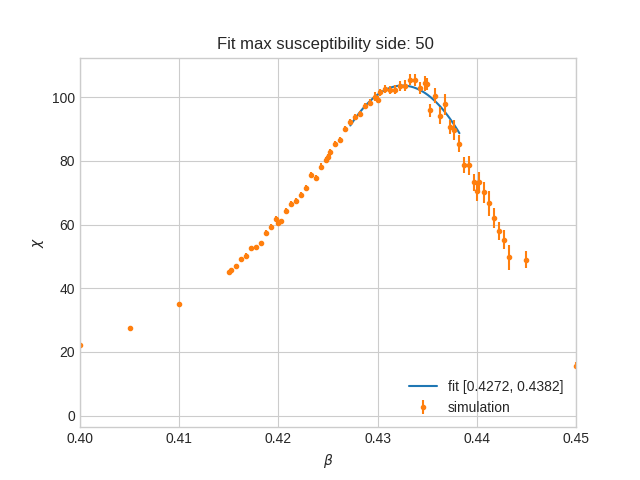 Fit max susceptibility side: 50
χ
100
80
60
40
20
0
0.40 0.41 0.42 0.43 0.44 0.45
β
fit [0.4272, 0.4382]
simulation